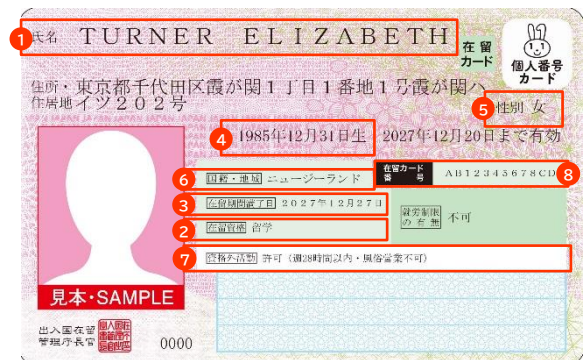 1 氏名 TURNER ELIZABETH
在留カード
個人番号カード
住所・居住地 東京都千代田区霞が関1丁目1番地1号霞が関ハイツ202号
5 性別 女
4 1985年12月31日生 2027年12月20日まで有効
6 国籍・地域 ニュージーランド
在留カード番号 AB12345678CD 8
3 在留期間満了日 2027年12月27日
就労制限の有無 不可
2 在留資格 留学
7 資格外活動 許可（週28時間以内・風俗営業不可）
見本・SAMPLE
出入国在留管理庁長官
0000